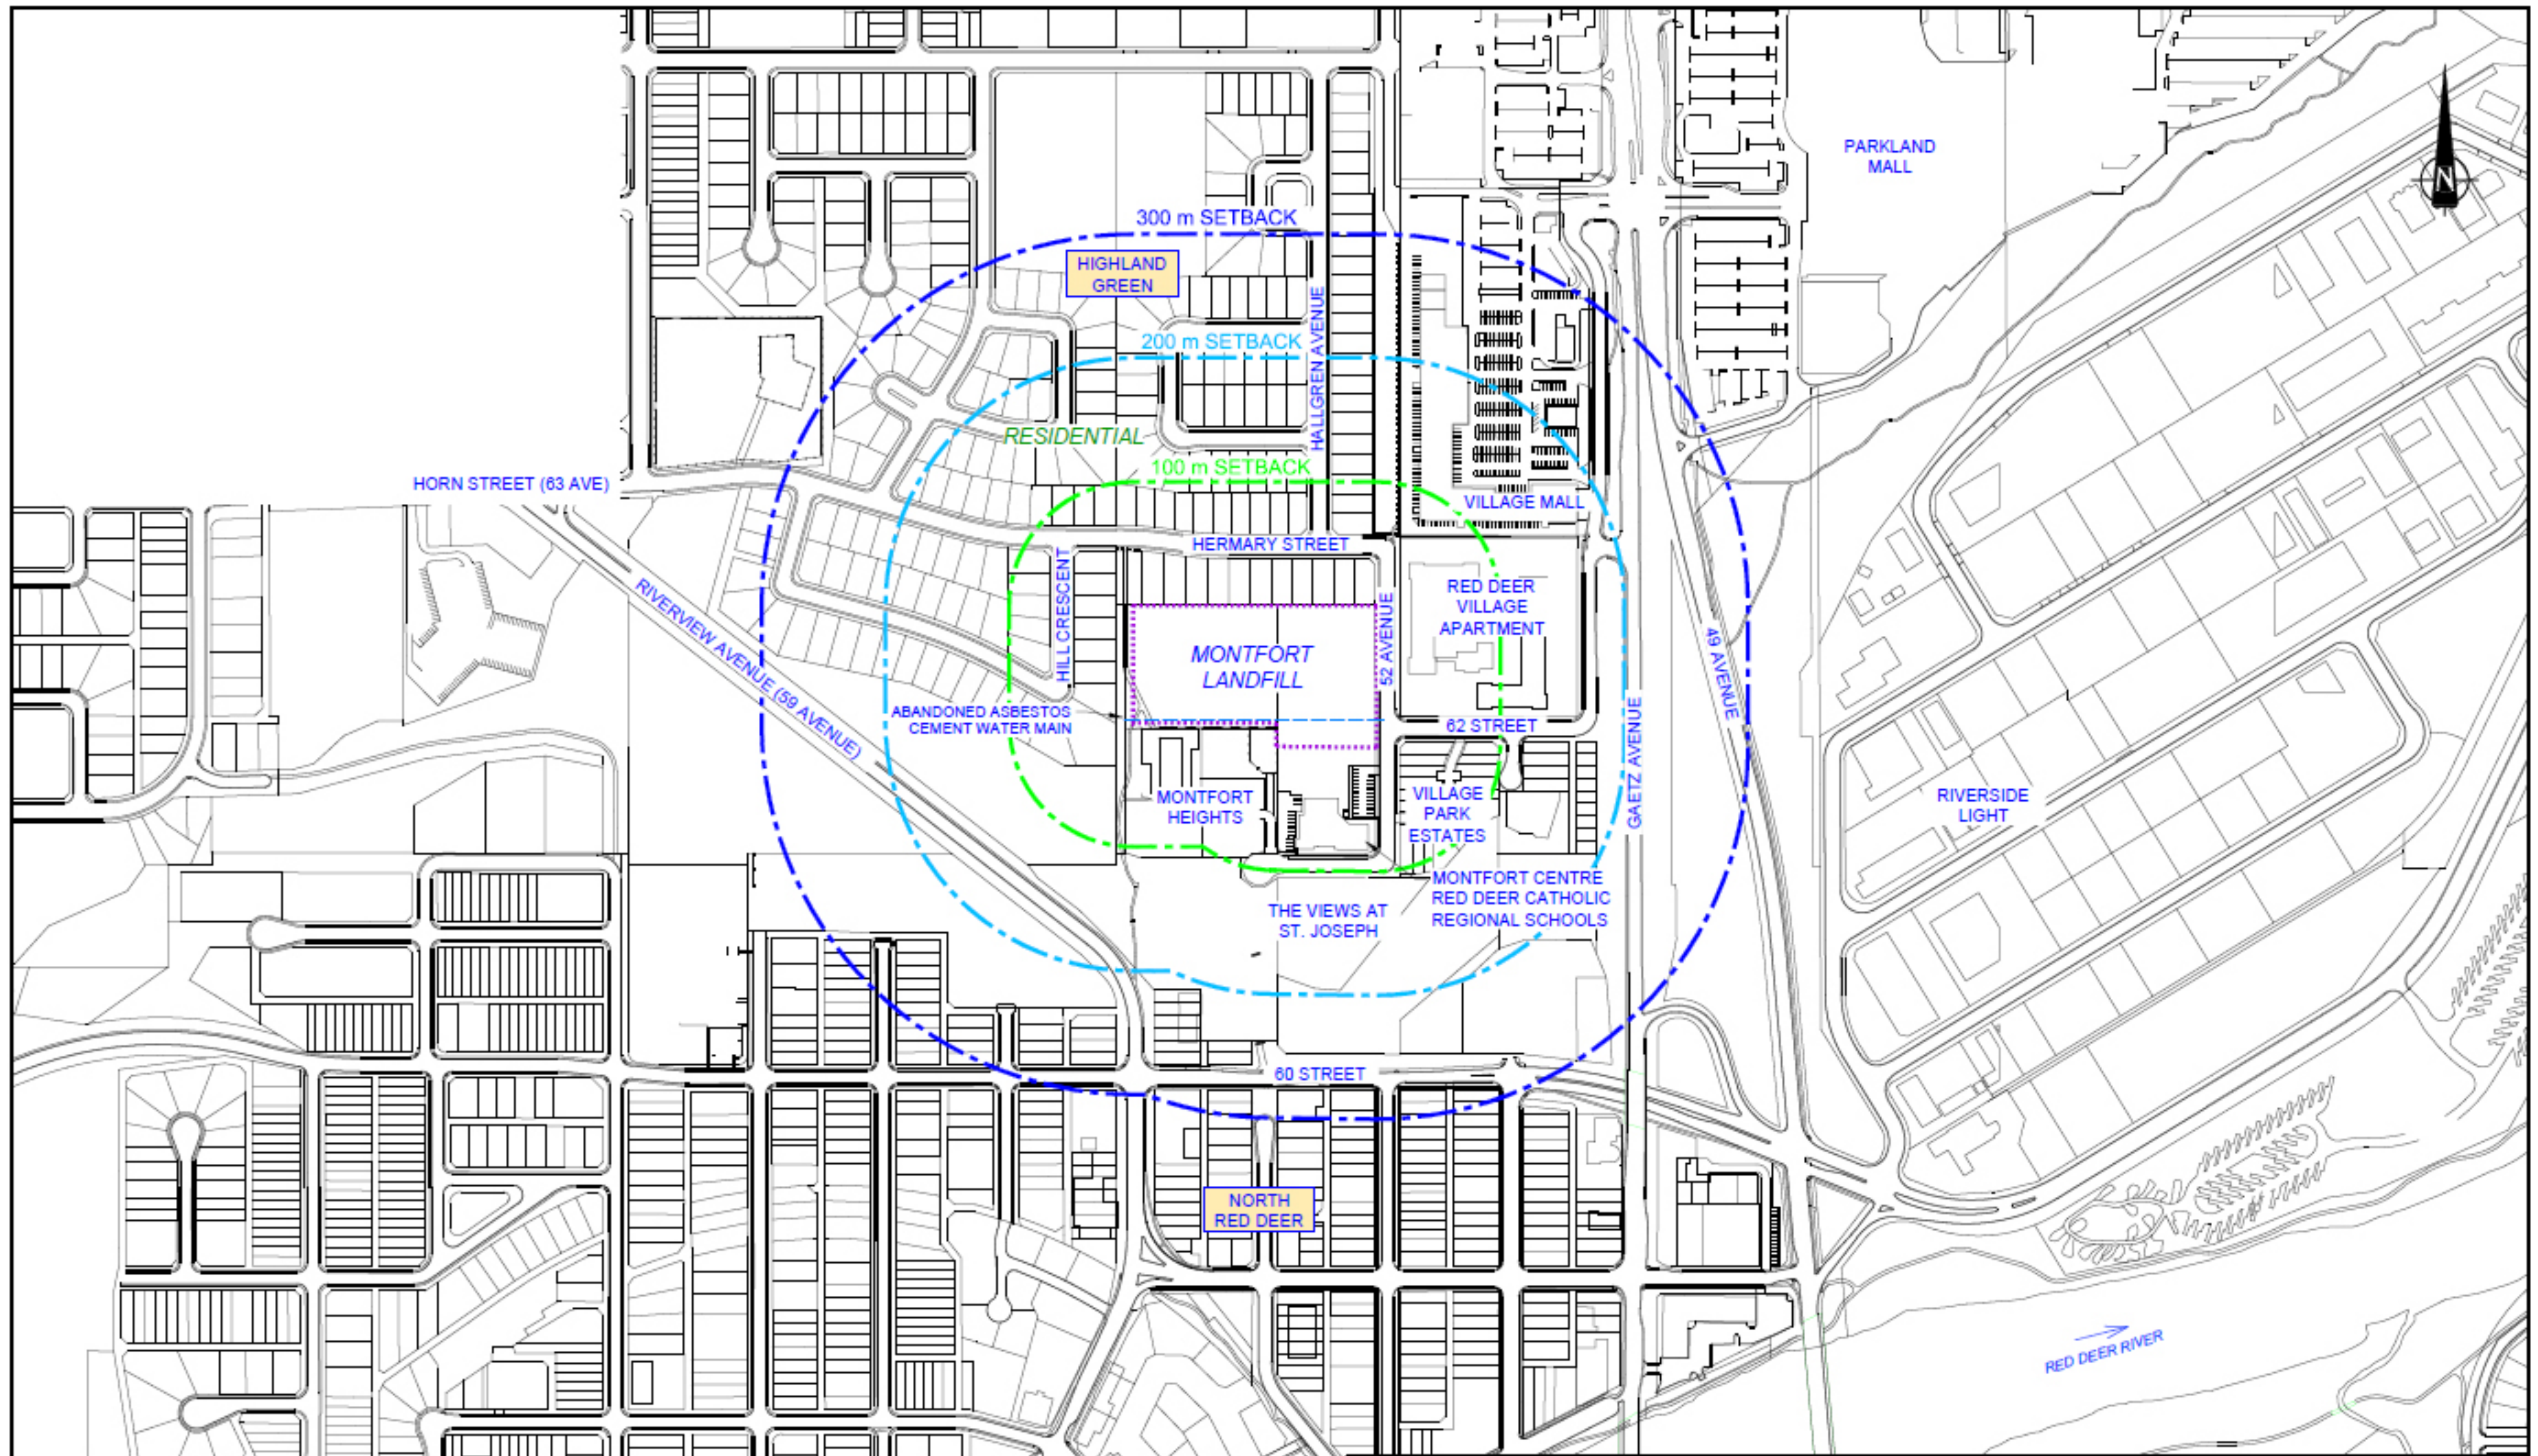 PARKLAND
MALL
N
300 m SETBACK
HIGHLAND
GREEN
HALLGREN AVENUE
200 m SETBACK
RESIDENTIAL
100 m SETBACK
HORN STREET (63 AVE)
VILLAGE MALL
HERMARY STREET
HILL CRESCENT
RIVERVIEW AVENUE (59 AVENUE)
RED DEER
VILLAGE
APARTMENT
52 AVENUE
49 AVENUE
MONTFORT
LANDFILL
ABANDONED ASBESTOS
CEMENT WATER MAIN
62 STREET
GAETZ AVENUE
MONTFORT
HEIGHTS
VILLAGE
PARK
ESTATES
RIVERSIDE
LIGHT
MONTFORT CENTRE
RED DEER CATHOLIC
REGIONAL SCHOOLS
THE VIEWS AT
ST. JOSEPH
60 STREET
NORTH
RED DEER
RED DEER RIVER